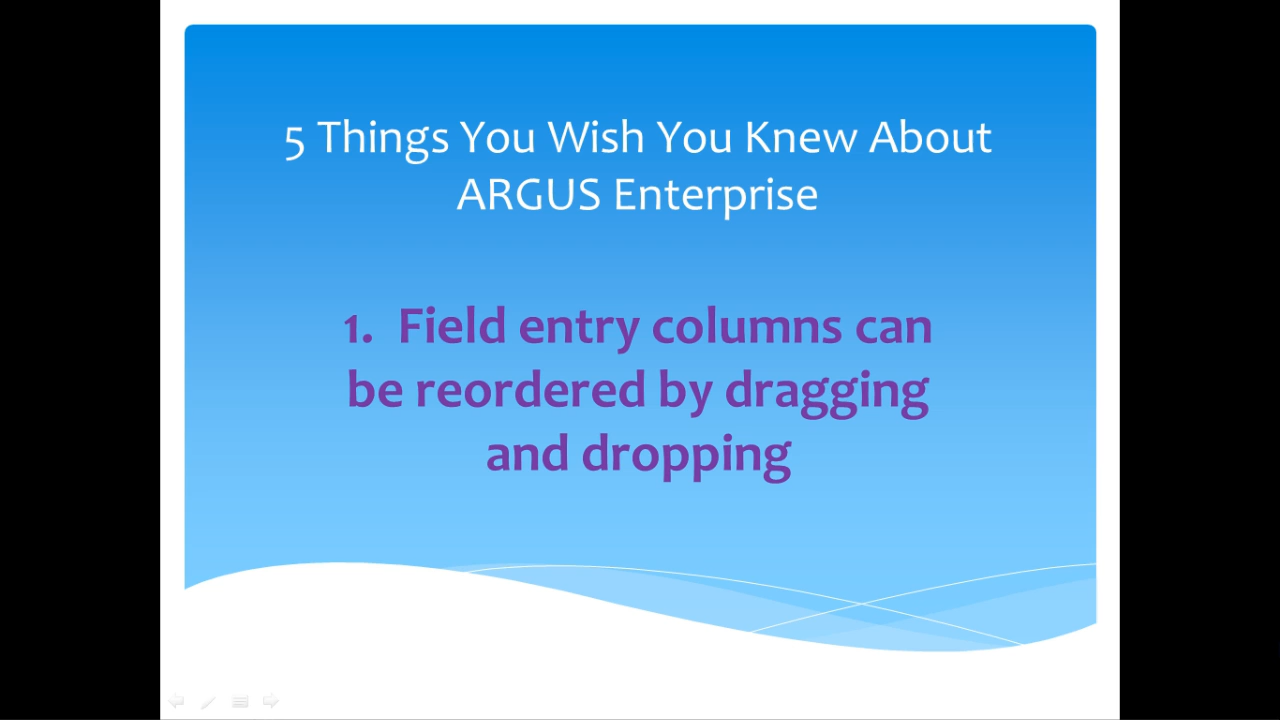 5 Things You Wish You Knew About
ARGUS Enterprise
1.  Field entry columns can
be reordered by dragging
and dropping